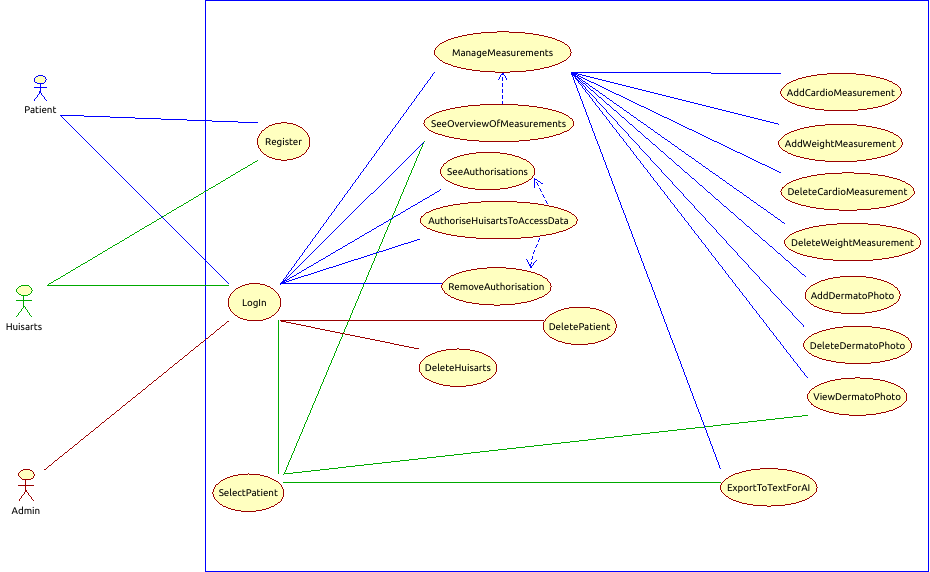 ManageMeasurements
AddCardioMeasurement
Patient
SeeOverviewOfMeasurements
Register
AddWeightMeasurement
SeeAuthorisations
DeleteCardioMeasurement
AuthoriseHuisartsToAccessData
DeleteWeightMeasurement
RemoveAuthorisation
AddDermatoPhoto
LogIn
Huisarts
DeletePatient
DeleteDermatoPhoto
DeleteHuisarts
ViewDermatoPhoto
SelectPatient
ExportToTextForAI
Admin